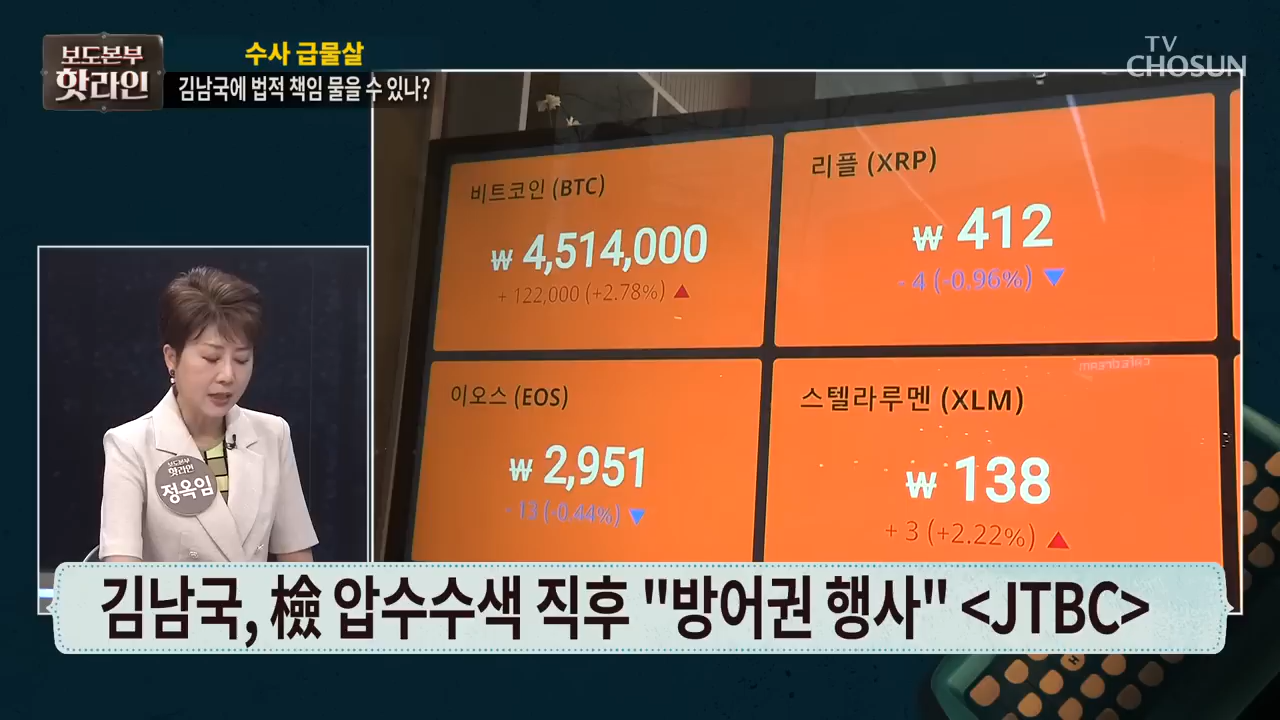 보도본부
핫라인
수사 급물살
김남국에 법적 책임 물을 수 있나?
TV
CHOSUN
비트코인 (BTC)
₩ 4,514,000
+ 122,000 (+2.78%) ▲
리플 (XRP)
₩ 412
- 4 (-0.96%) ▼
이오스 (EOS)
₩ 2,951
- 13 (-0.44%) ▼
스텔라루멘 (XLM)
₩ 138
+ 3 (+2.22%) ▲
보도본부
핫라인
정옥임
김남국, 檢 압수수색 직후 "방어권 행사" <JTBC>